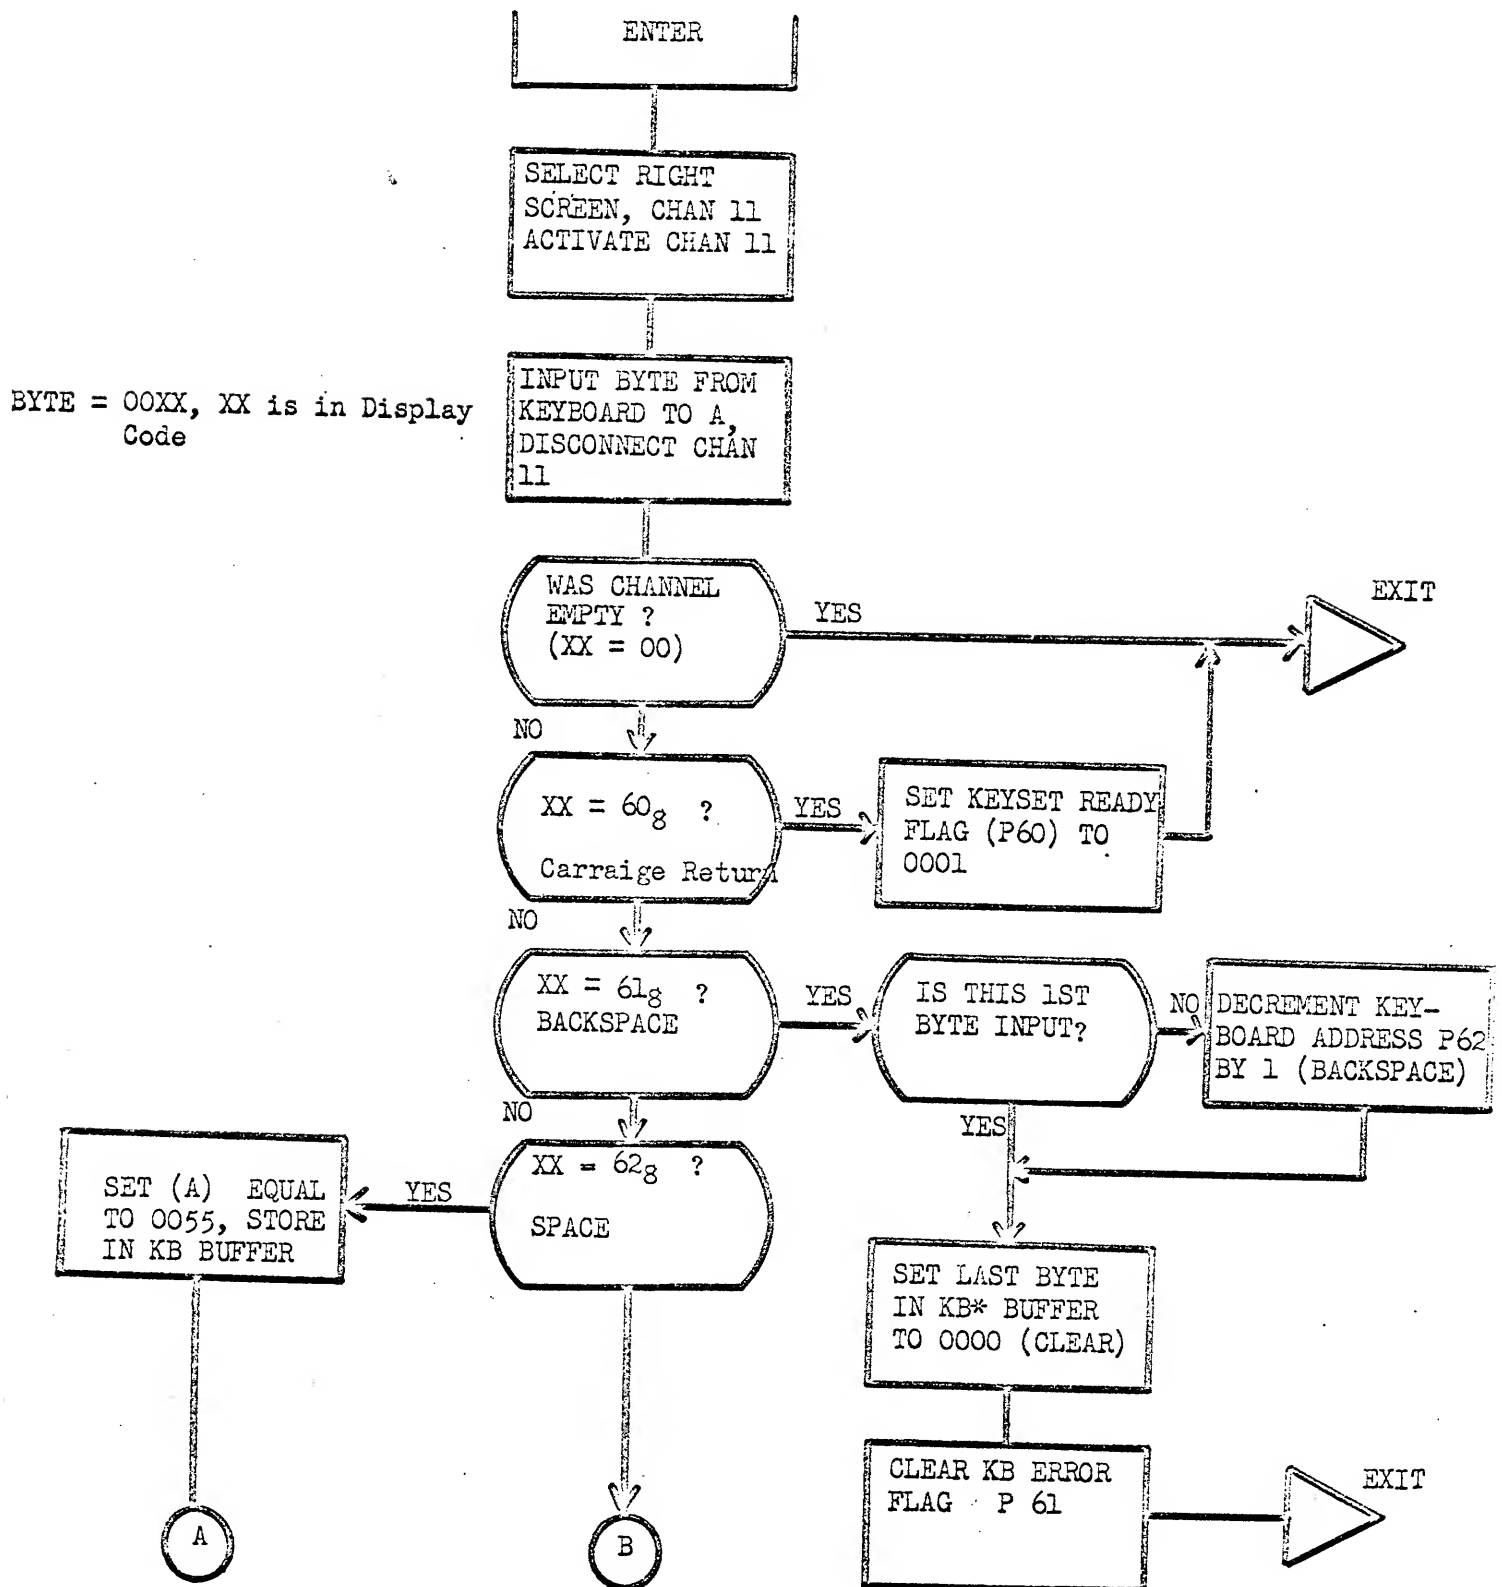 ENTER
SELECT RIGHT
SCREEN, CHAN 11
ACTIVATE CHAN 11
BYTE = 00XX, XX is in Display
Code
INPUT BYTE FROM
KEYBOARD TO A,
DISCONNECT CHAN
11
WAS CHANNEL
EMPTY ?
(XX = 00)
YES
EXIT
NO
XX = 60₈ ?
Carraige Return
YES
SET KEYSET READY
FLAG (P60) TO
0001
NO
XX = 61₈ ?
BACKSPACE
YES
IS THIS 1ST
BYTE INPUT?
NO
DECREMENT KEY-
BOARD ADDRESS P62
BY 1 (BACKSPACE)
NO
YES
XX = 62₈ ?
SPACE
YES
SET (A) EQUAL
TO 0055, STORE
IN KB BUFFER
SET LAST BYTE
IN KB* BUFFER
TO 0000 (CLEAR)
CLEAR KB ERROR
FLAG P 61
EXIT
A
B